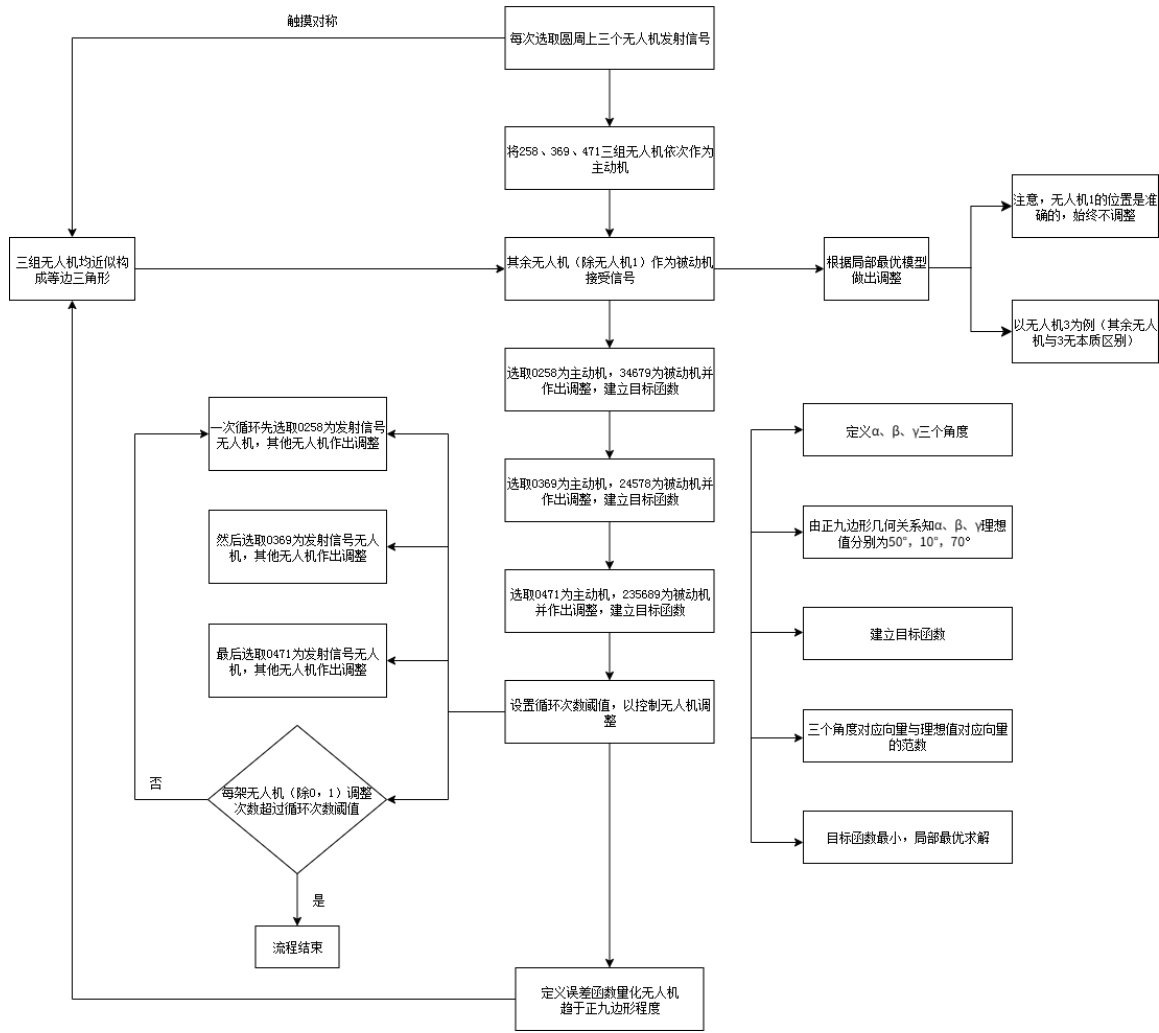 触摸对称
每次选取圆周上三个无人机发射信号
将258、369、471三组无人机依次作为
主动机
注意，无人机1的位置是准
确的，始终不调整
三组无人机均近似构
成等边三角形
其余无人机（除无人机1）作为被动机
接受信号
根据局部最优模型
做出调整
以无人机3为例（其余无人
机与3无本质区别）
选取0258为主动机，34679为被动机并
作出调整，建立目标函数
一次循环先选取0258为发射信号
无人机，其他无人机作出调整
定义α、β、γ三个角度
选取0369为主动机，24578为被动机并
作出调整，建立目标函数
然后选取0369为发射信号无人
机，其他无人机作出调整
由正九边形几何关系知α、β、γ理想
值分别为50°，10°，70°
选取0471为主动机，235689为被动机
并作出调整，建立目标函数
最后选取0471为发射信号无人
机，其他无人机作出调整
建立目标函数
设置循环次数阈值，以控制无人机调
整
三个角度对应向量与理想值对应向量
的范数
否
每架无人机（除0，1）调整
次数超过循环次数阈值
目标函数最小，局部最优求解
是
流程结束
定义误差函数量化无人机
趋于正九边形程度